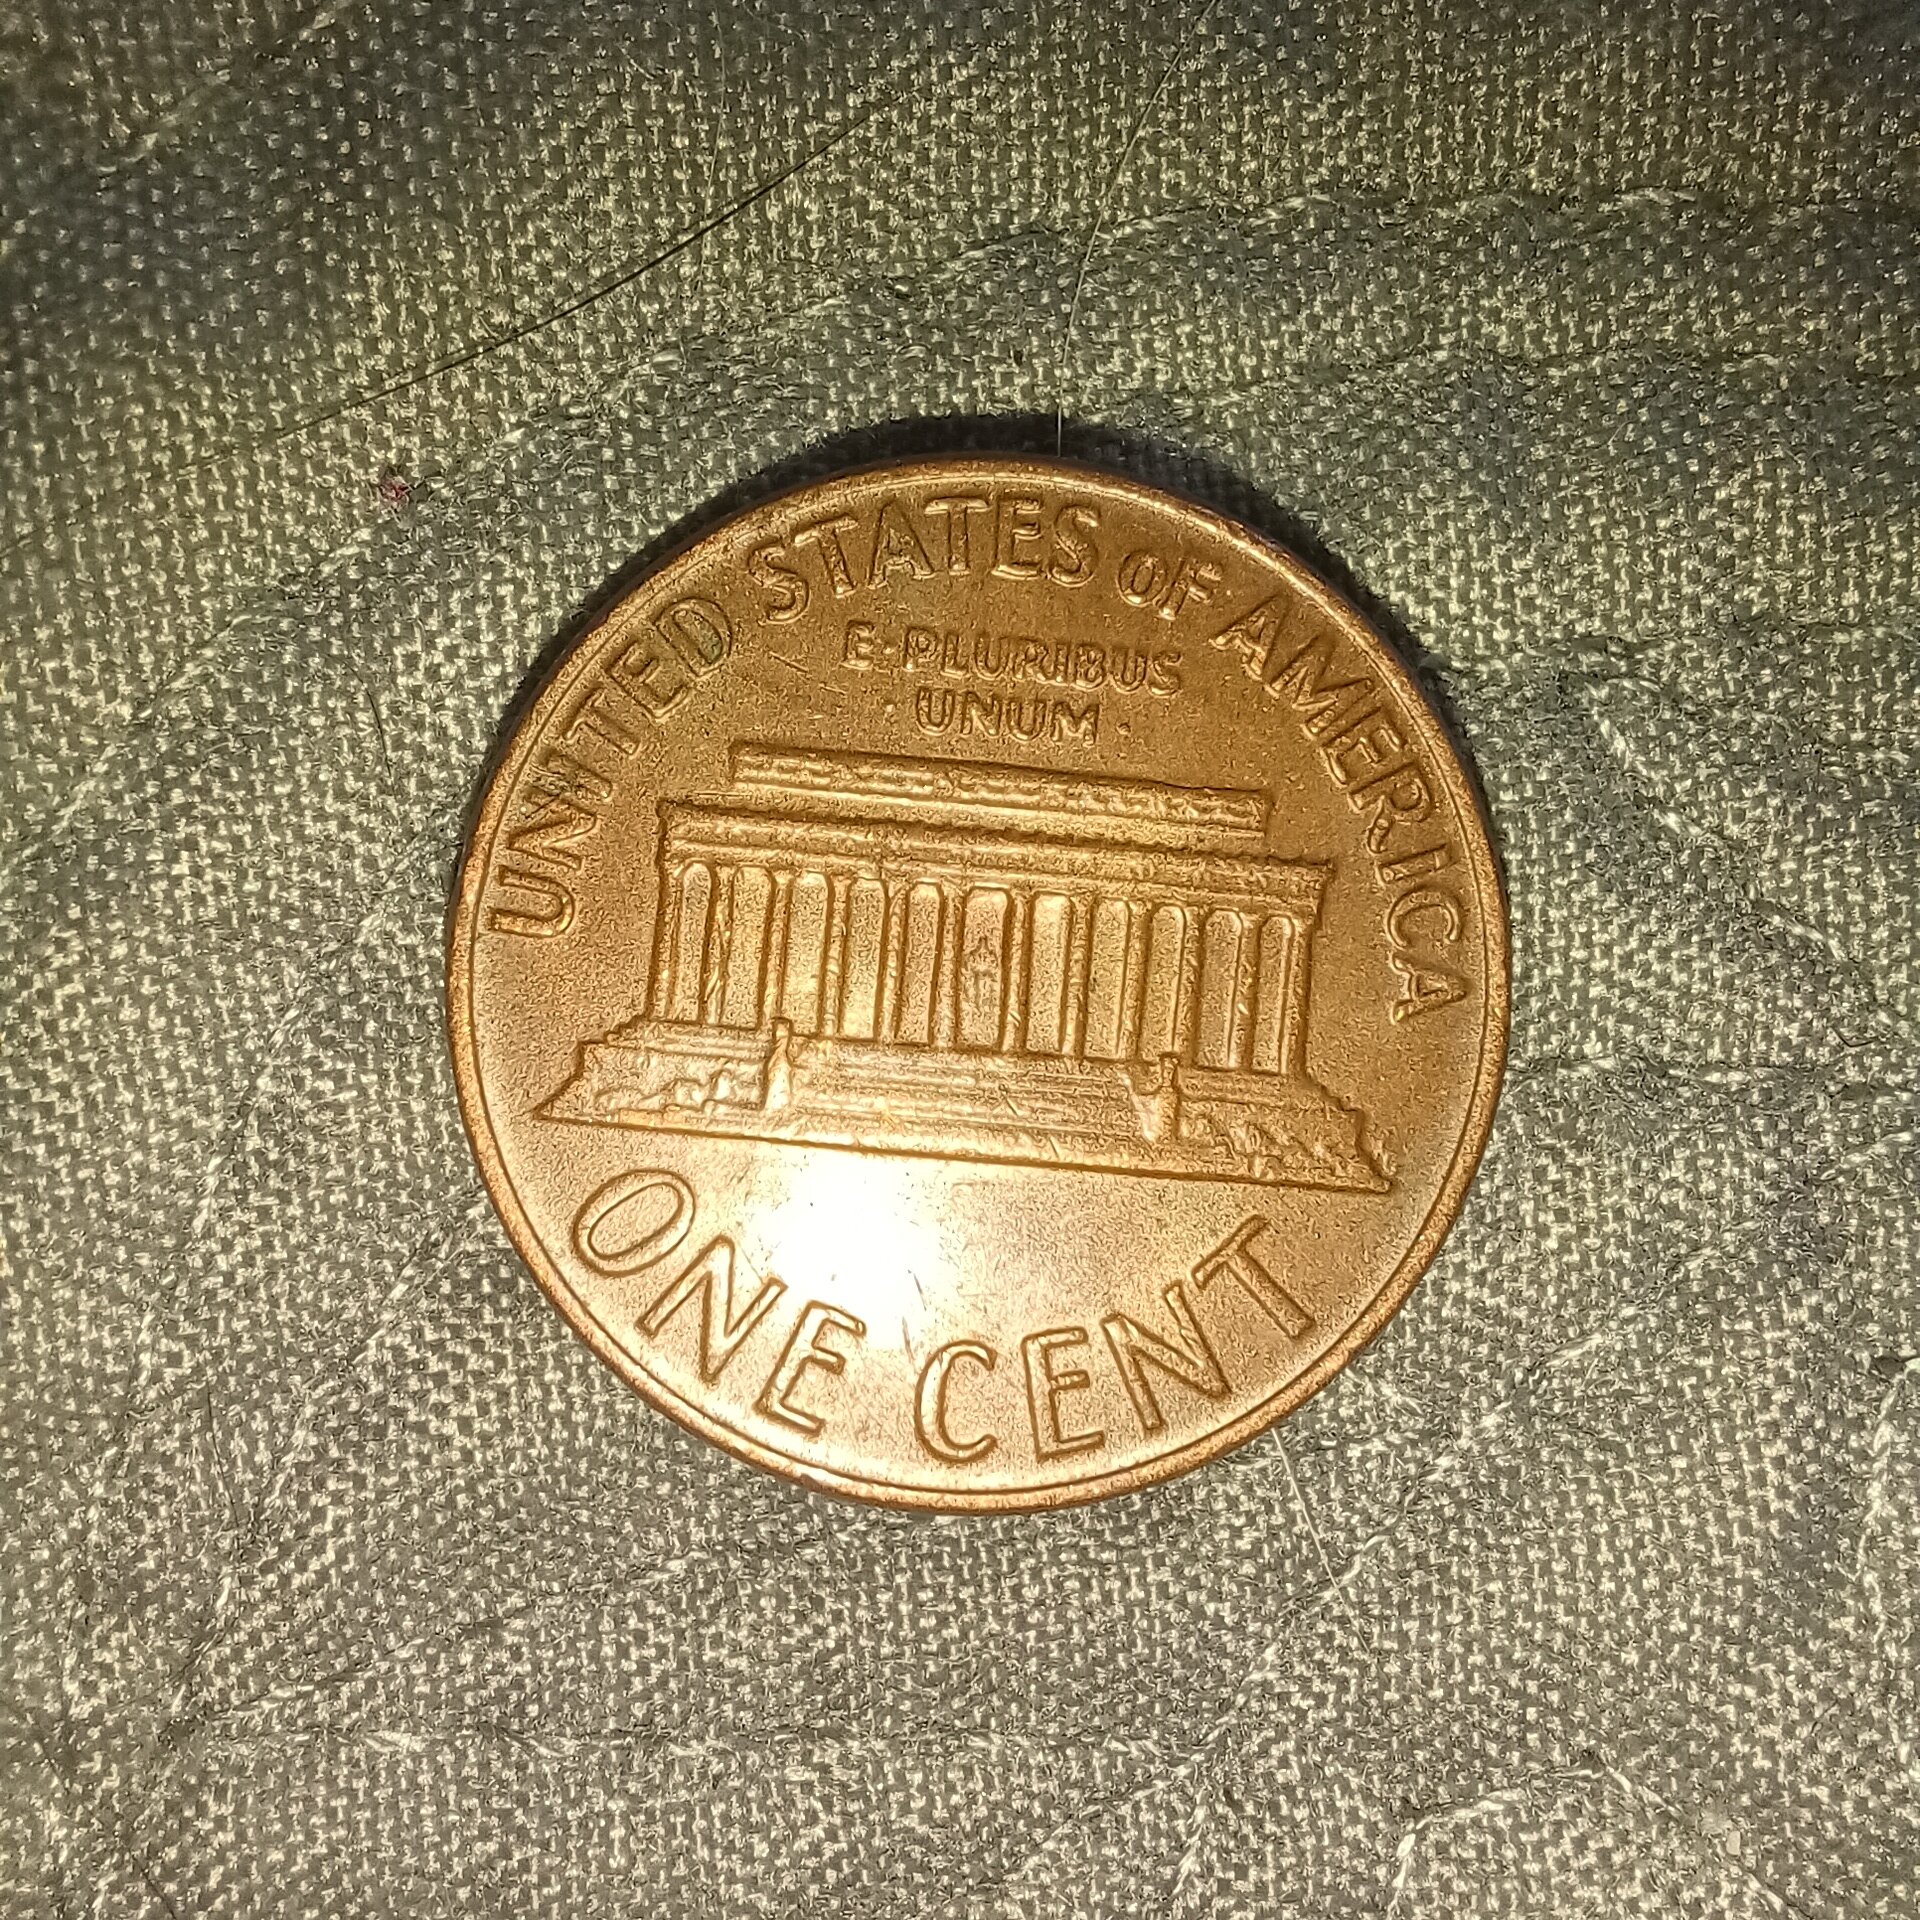 UNITED STATES OF AMERICA
E·PLURIBUS
·UNUM·
ONE CENT